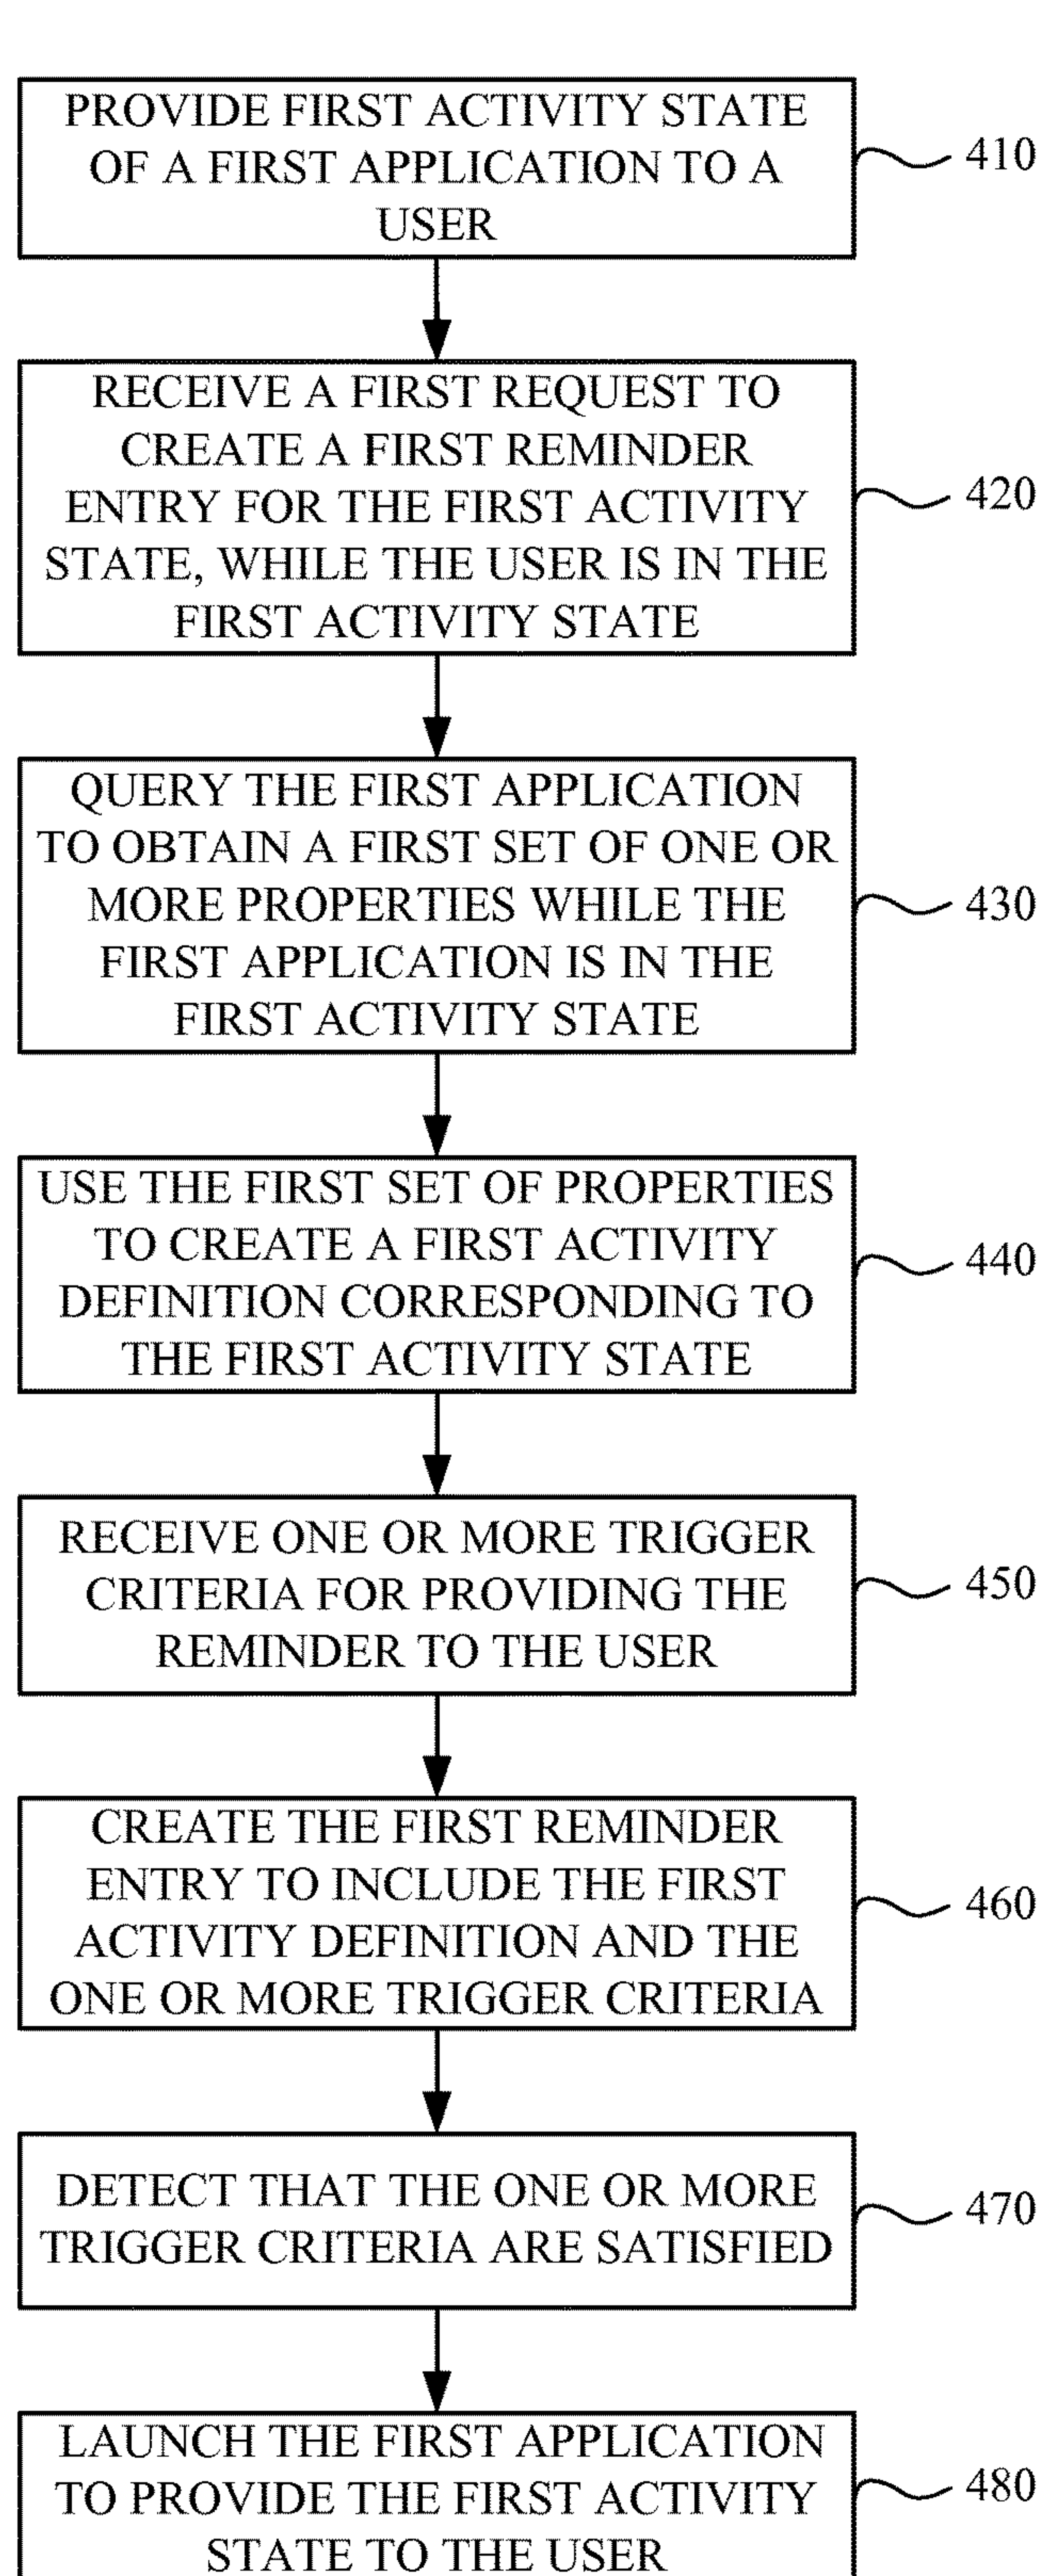 PROVIDE FIRST ACTIVITY STATE
OF A FIRST APPLICATION TO A
USER
410
RECEIVE A FIRST REQUEST TO
CREATE A FIRST REMINDER
ENTRY FOR THE FIRST ACTIVITY
STATE, WHILE THE USER IS IN THE
FIRST ACTIVITY STATE
420
QUERY THE FIRST APPLICATION
TO OBTAIN A FIRST SET OF ONE OR
MORE PROPERTIES WHILE THE
FIRST APPLICATION IS IN THE
FIRST ACTIVITY STATE
430
USE THE FIRST SET OF PROPERTIES
TO CREATE A FIRST ACTIVITY
DEFINITION CORRESPONDING TO
THE FIRST ACTIVITY STATE
440
RECEIVE ONE OR MORE TRIGGER
CRITERIA FOR PROVIDING THE
REMINDER TO THE USER
450
CREATE THE FIRST REMINDER
ENTRY TO INCLUDE THE FIRST
ACTIVITY DEFINITION AND THE
ONE OR MORE TRIGGER CRITERIA
460
DETECT THAT THE ONE OR MORE
TRIGGER CRITERIA ARE SATISFIED
470
LAUNCH THE FIRST APPLICATION
TO PROVIDE THE FIRST ACTIVITY
STATE TO THE USER
480